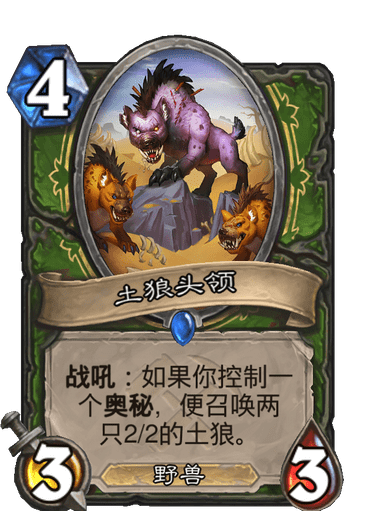 4
土狼头领
战吼：如果你控制一
个奥秘，便召唤两
只2/2的土狼。
野兽
3
3